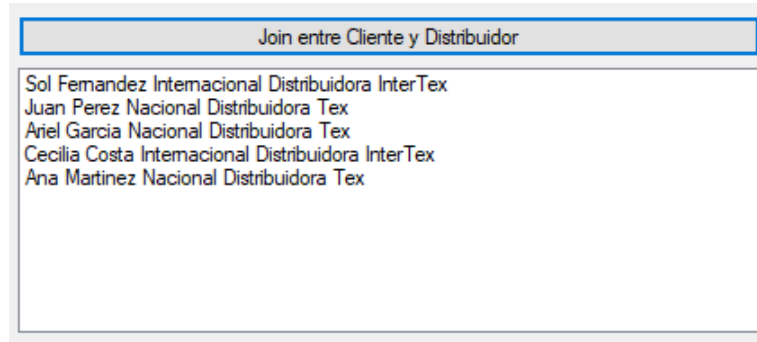 Join entre Cliente y Distribuidor
Sol Fernandez Internacional Distribuidora InterTex
Juan Perez Nacional Distribuidora Tex
Ariel Garcia Nacional Distribuidora Tex
Cecilia Costa Internacional Distribuidora InterTex
Ana Martinez Nacional Distribuidora Tex